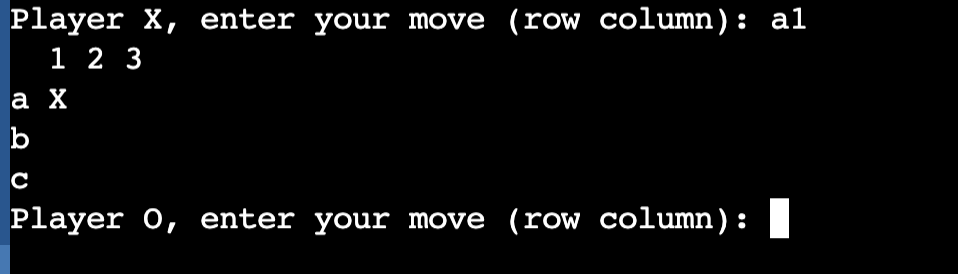 Player X, enter your move (row column): a1
  1 2 3
a X
b
c
Player O, enter your move (row column):